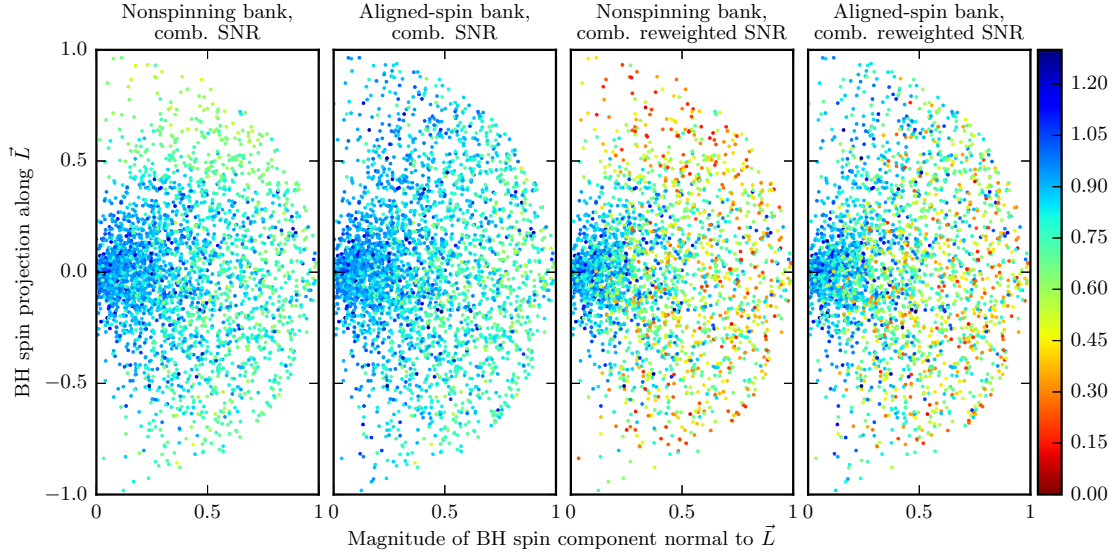 Nonspinning bank,
comb. SNR
Aligned-spin bank,
comb. SNR
Nonspinning bank,
comb. reweighted SNR
Aligned-spin bank,
comb. reweighted SNR
BH spin projection along $\vec{L}$
1.0
0.5
0.0
−0.5
−1.0
0
0.5
1
0
0.5
1
0
0.5
1
0
0.5
1
Magnitude of BH spin component normal to $\vec{L}$
1.20
1.05
0.90
0.75
0.60
0.45
0.30
0.15
0.00